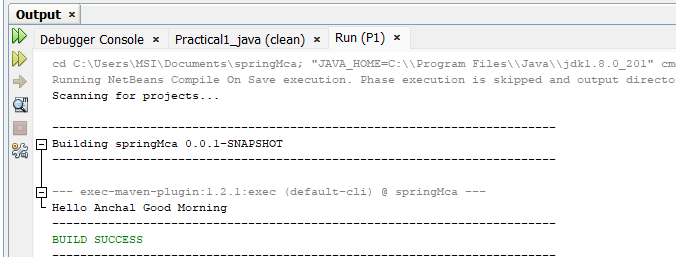 Output ×
Debugger Console × Practical1_java (clean) × Run (P1) ×
cd C:\Users\MSI\Documents\springMca; "JAVA_HOME=C:\\Program Files\\Java\\jdk1.8.0_201" cm
Running NetBeans Compile On Save execution. Phase execution is skipped and output directo
Scanning for projects...
------------------------------------------------------------------------
Building springMca 0.0.1-SNAPSHOT
------------------------------------------------------------------------
--- exec-maven-plugin:1.2.1:exec (default-cli) @ springMca ---
Hello Anchal Good Morning
------------------------------------------------------------------------
BUILD SUCCESS
------------------------------------------------------------------------